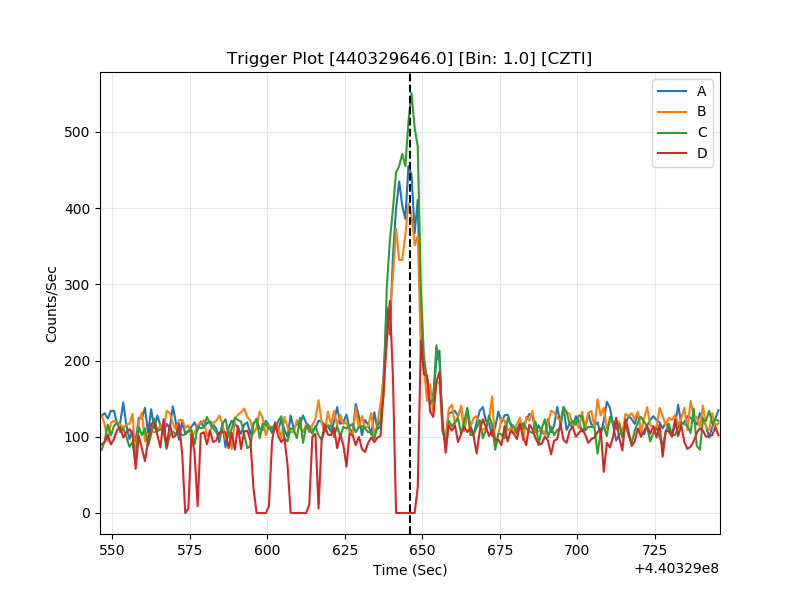 Trigger Plot [440329646.0] [Bin: 1.0] [CZTI]
A
B
C
D
Counts/Sec
500
400
300
200
100
0
550 575 600 625 650 675 700 725
+4.40329e8
Time (Sec)